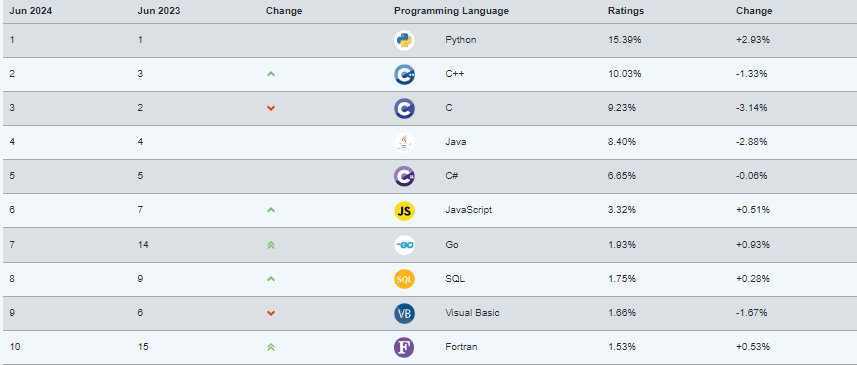 Jun 2024 Jun 2023 Change Programming Language Ratings Change
1 1 Python 15.39% +2.93%
2 3 C++ 10.03% -1.33%
3 2 C 9.23% -3.14%
4 4 Java 8.40% -2.88%
5 5 C# 6.65% -0.06%
6 7 JS JavaScript 3.32% +0.51%
7 14 GO Go 1.93% +0.93%
8 9 SQL SQL 1.75% +0.28%
9 6 VB Visual Basic 1.66% -1.67%
10 15 F Fortran 1.53% +0.53%